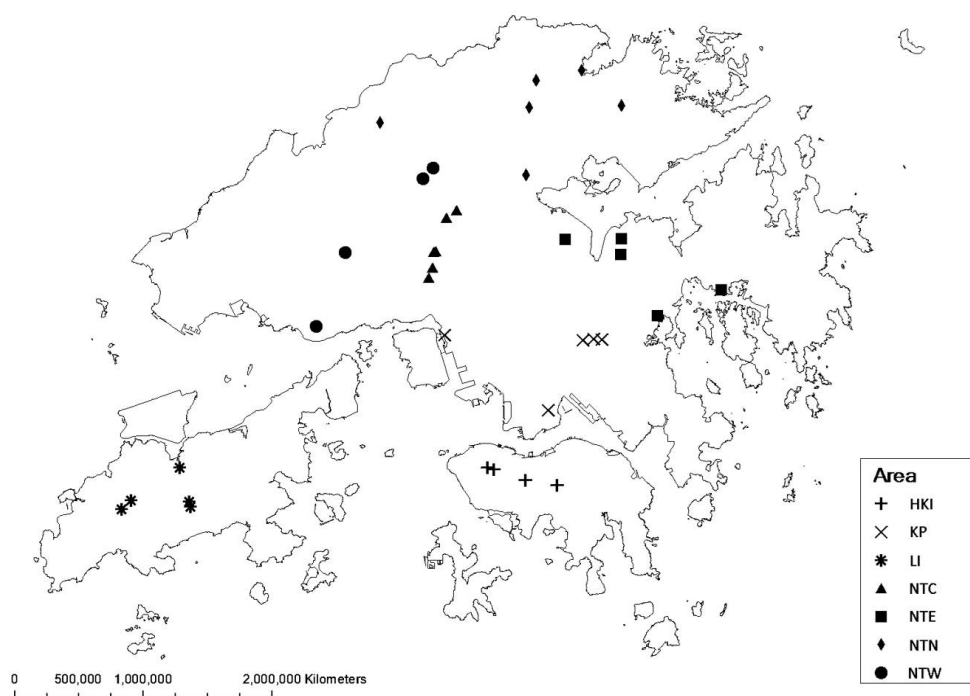 Area
HKI
KP
LI
NTC
NTE
NTN
NTW
0 500,000 1,000,000 2,000,000 Kilometers